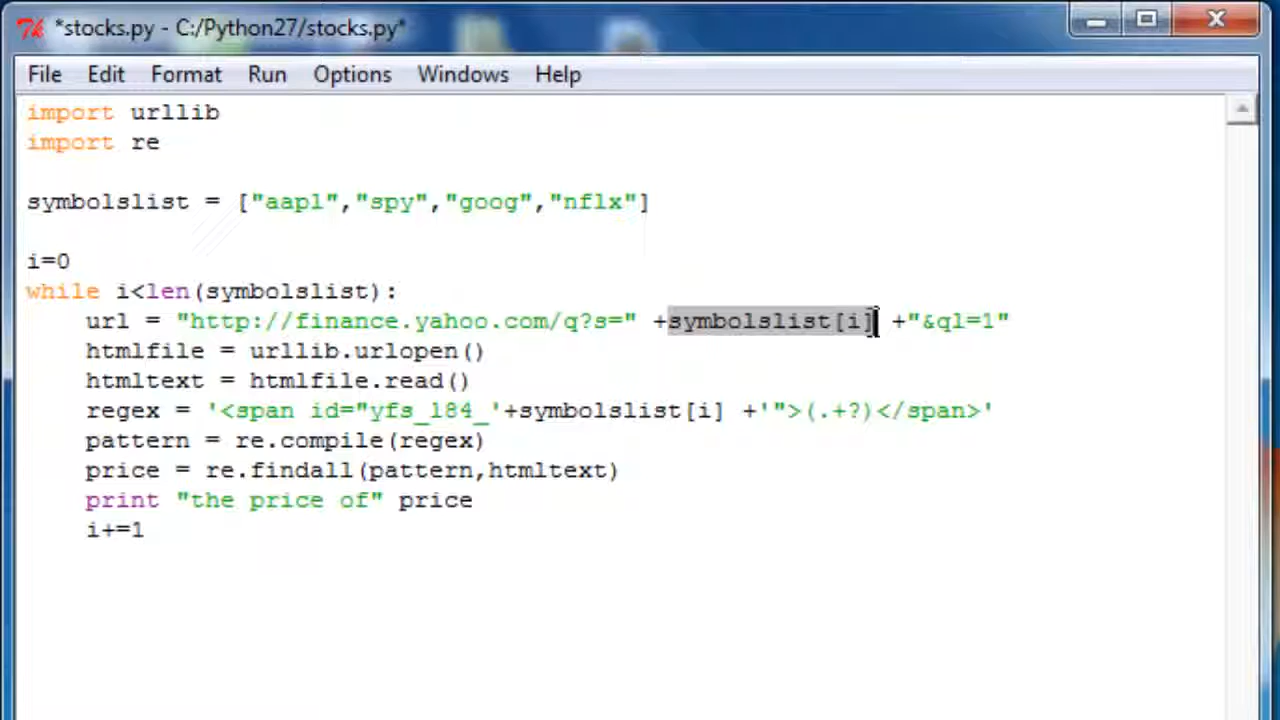 *stocks.py - C:/Python27/stocks.py*
File Edit Format Run Options Windows Help
import urllib
import re
symbolslist = ["aapl","spy","goog","nflx"]
i=0
while i<len(symbolslist):
    url = "http://finance.yahoo.com/q?s=" +symbolslist[i] +"&ql=1"
    htmlfile = urllib.urlopen()
    htmltext = htmlfile.read()
    regex = '<span id="yfs_l84_'+symbolslist[i] +'">(.+?)</span>'
    pattern = re.compile(regex)
    price = re.findall(pattern,htmltext)
    print "the price of" price
    i+=1